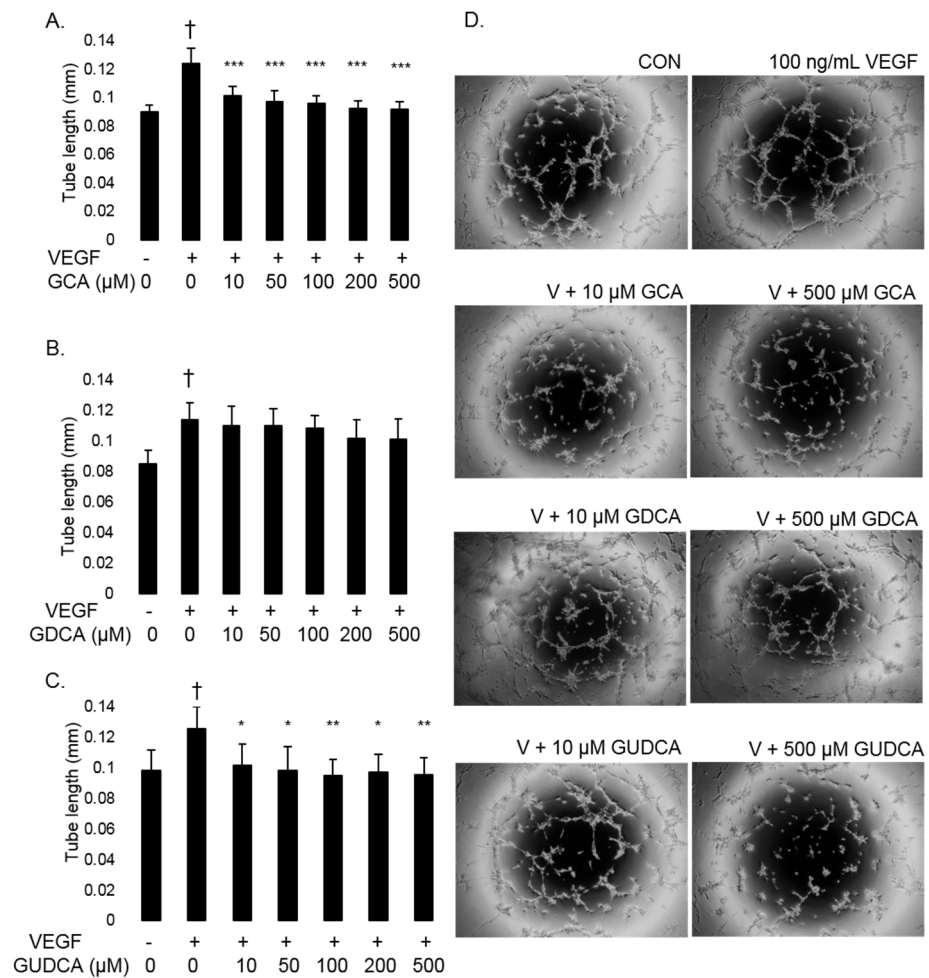 A.
0.14
†
0.12
*** *** *** *** ***
0.1
0.08
0.06
0.04
0.02
0
Tube length (mm)
VEGF - + + + + + +
GCA (µM) 0 0 10 50 100 200 500
B.
0.14
†
0.12
0.1
0.08
0.06
0.04
0.02
0
Tube length (mm)
VEGF - + + + + + +
GDCA (µM) 0 0 10 50 100 200 500
C.
†
0.14
* * ** * **
0.12
0.1
0.08
0.06
0.04
0.02
0
Tube length (mm)
VEGF - + + + + + +
GUDCA (µM) 0 0 10 50 100 200 500
D.
CON 100 ng/mL VEGF
V + 10 µM GCA V + 500 µM GCA
V + 10 µM GDCA V + 500 µM GDCA
V + 10 µM GUDCA V + 500 µM GUDCA